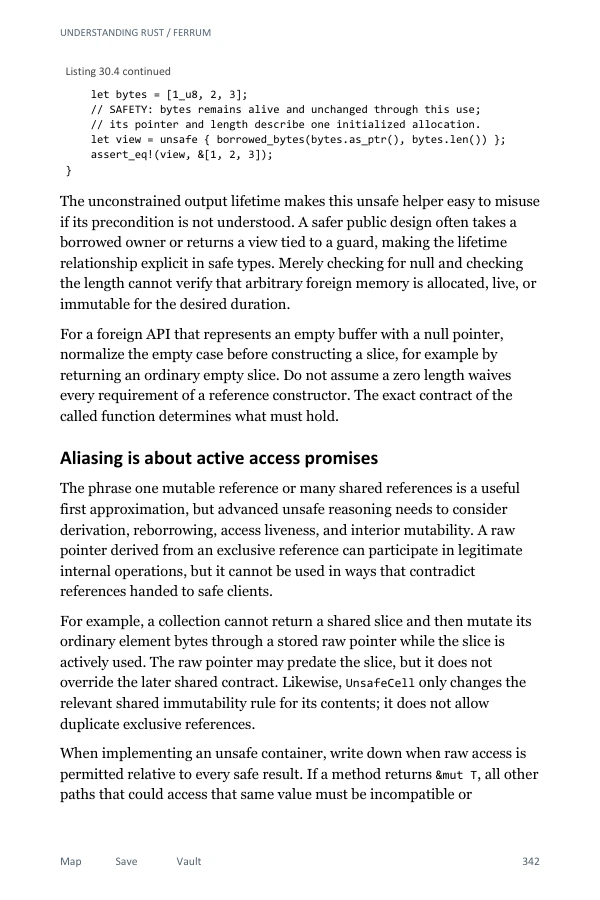 UNDERSTANDING RUST / FERRUM
Listing 30.4 continued
    let bytes = [1_u8, 2, 3];
    // SAFETY: bytes remains alive and unchanged through this use;
    // its pointer and length describe one initialized allocation.
    let view = unsafe { borrowed_bytes(bytes.as_ptr(), bytes.len()) };
    assert_eq!(view, &[1, 2, 3]);
}
The unconstrained output lifetime makes this unsafe helper easy to misuse
if its precondition is not understood. A safer public design often takes a
borrowed owner or returns a view tied to a guard, making the lifetime
relationship explicit in safe types. Merely checking for null and checking
the length cannot verify that arbitrary foreign memory is allocated, live, or
immutable for the desired duration.
For a foreign API that represents an empty buffer with a null pointer,
normalize the empty case before constructing a slice, for example by
returning an ordinary empty slice. Do not assume a zero length waives
every requirement of a reference constructor. The exact contract of the
called function determines what must hold.
Aliasing is about active access promises
The phrase one mutable reference or many shared references is a useful
first approximation, but advanced unsafe reasoning needs to consider
derivation, reborrowing, access liveness, and interior mutability. A raw
pointer derived from an exclusive reference can participate in legitimate
internal operations, but it cannot be used in ways that contradict
references handed to safe clients.
For example, a collection cannot return a shared slice and then mutate its
ordinary element bytes through a stored raw pointer while the slice is
actively used. The raw pointer may predate the slice, but it does not
override the later shared contract. Likewise, UnsafeCell only changes the
relevant shared immutability rule for its contents; it does not allow
duplicate exclusive references.
When implementing an unsafe container, write down when raw access is
permitted relative to every safe result. If a method returns &mut T, all other
paths that could access that same value must be incompatible or
Map Save Vault 342